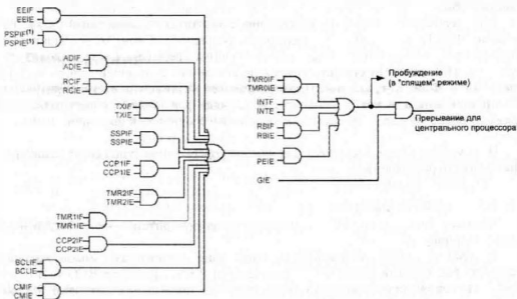 EEIF
EEIE
PSPIF(1)
PSPIE(1)
ADIF
ADIE
RCIF
RCIE
TXIF
TXIE
SSPIF
SSPIE
CCP1IF
CCP1IE
TMR2IF
TMR2IE
TMR1IF
TMR1IE
CCP2IF
CCP2IE
BCLIF
BCLIE
CMIF
CMIE
TMR0IF
TMR0IE
INTF
INTE
RBIF
RBIE
PEIE
GIE
Пробуждение
(в "спящем" режиме)
Прерывание для
центрального процессора